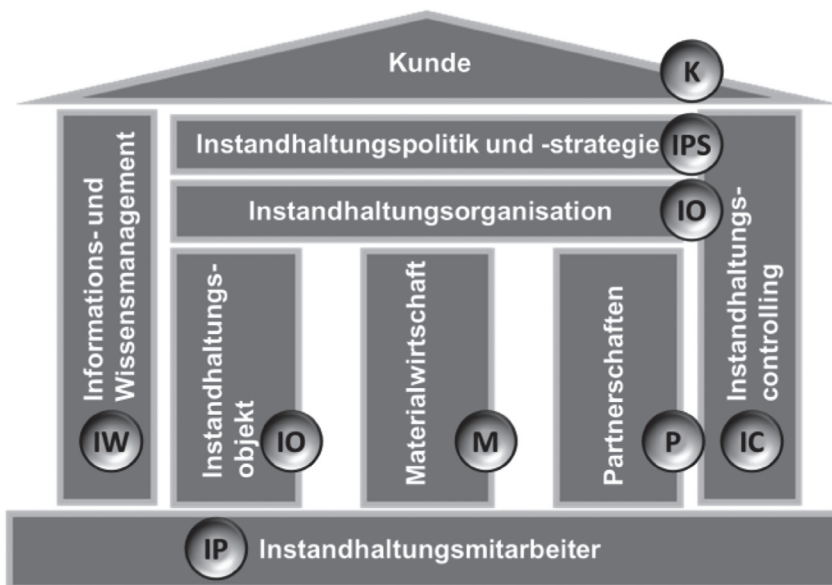 Kunde
K
Instandhaltungspolitik und -strategie
IPS
Instandhaltungsorganisation
IO
Informations- und
Wissensmanagement
IW
Instandhaltungs-
objekt
IO
Materialwirtschaft
M
Partnerschaften
P
Instandhaltungs-
controlling
IC
IP
Instandhaltungsmitarbeiter